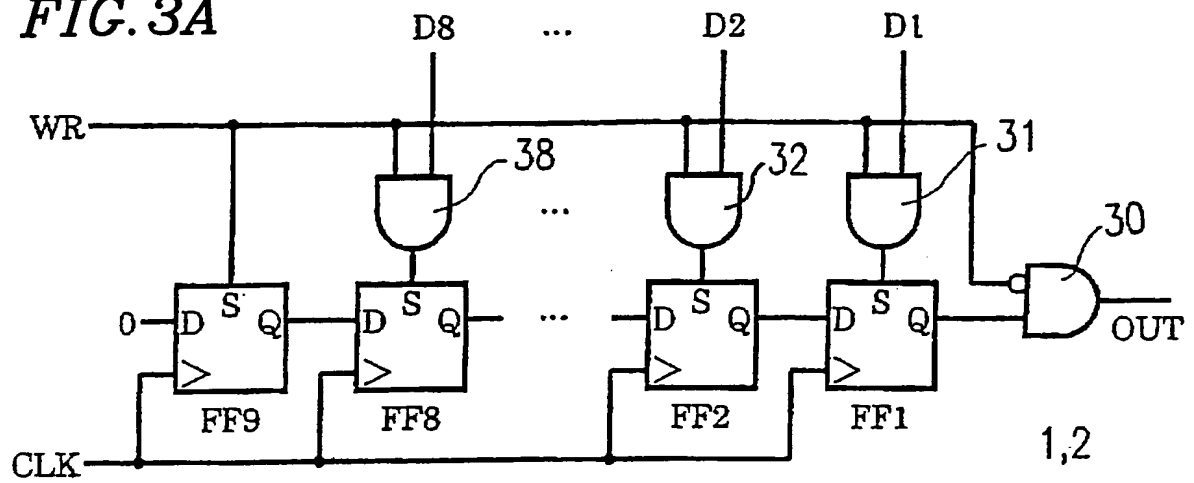 FIG. 3A
D8 ... D2 D1
WR
38 ... 32 31
30
S S S S
0 D Q D Q ... D Q D Q
OUT
FF9 FF8 FF2 FF1
CLK
1,2